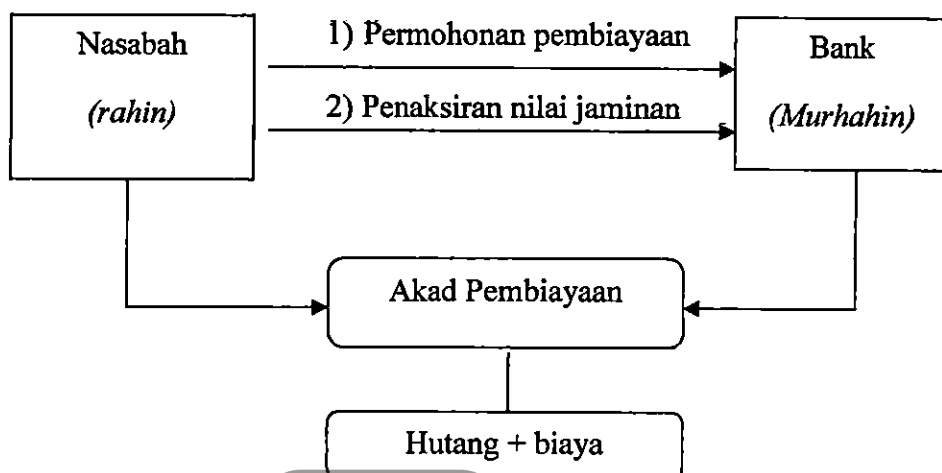 Nasabah
(rahin)
1) Permohonan pembiayaan
2) Penaksiran nilai jaminan
Bank
(Murhahin)
Akad Pembiayaan
Hutang + biaya